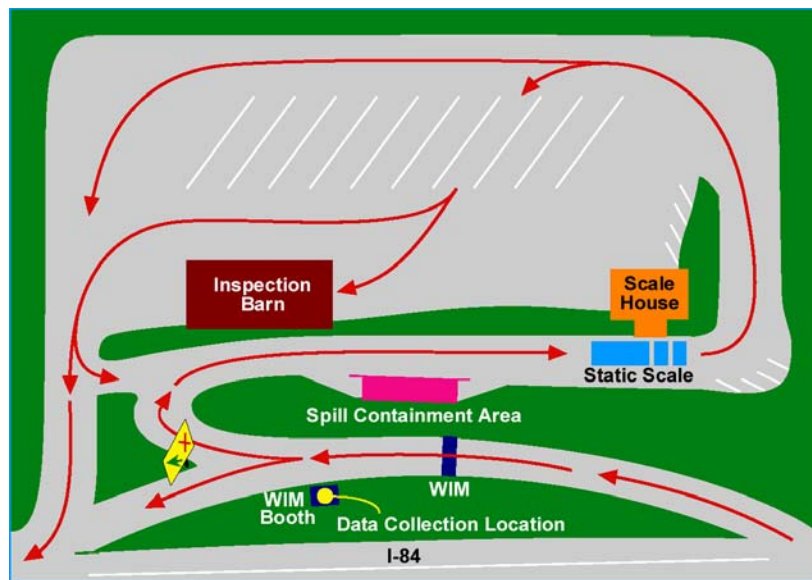 Inspection
Barn
Scale
House
Static Scale
Spill Containment Area
WIM
WIM
Booth
Data Collection Location
I-84